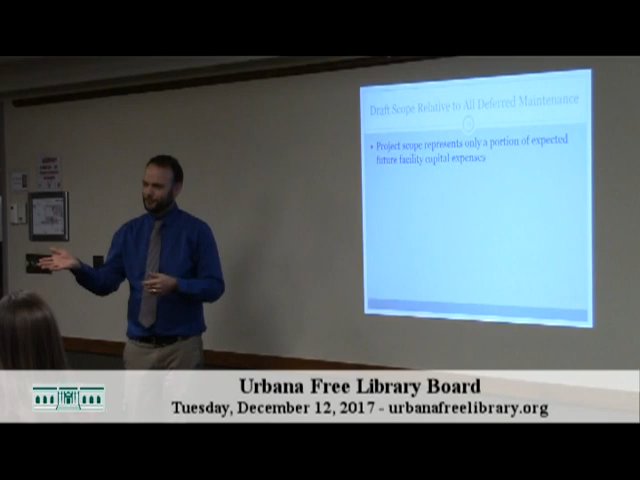 Draft Scope Relative to All Deferred Maintenance
• Project scope represents only a portion of expected
future facility capital expenses
Urbana Free Library Board
Tuesday, December 12, 2017 - urbanafreelibrary.org